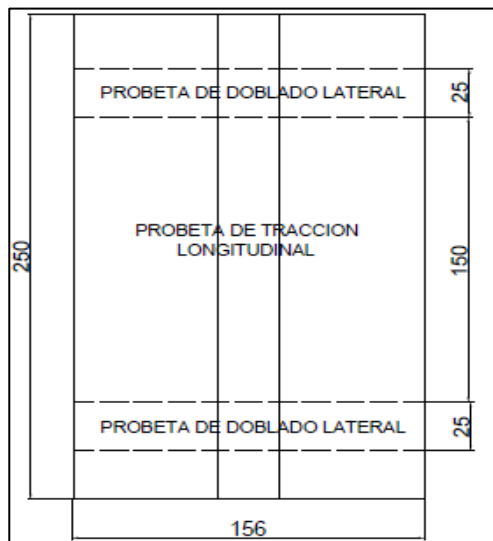 PROBETA DE DOBLADO LATERAL
25
PROBETA DE TRACCION
LONGITUDINAL
250
150
PROBETA DE DOBLADO LATERAL
25
156